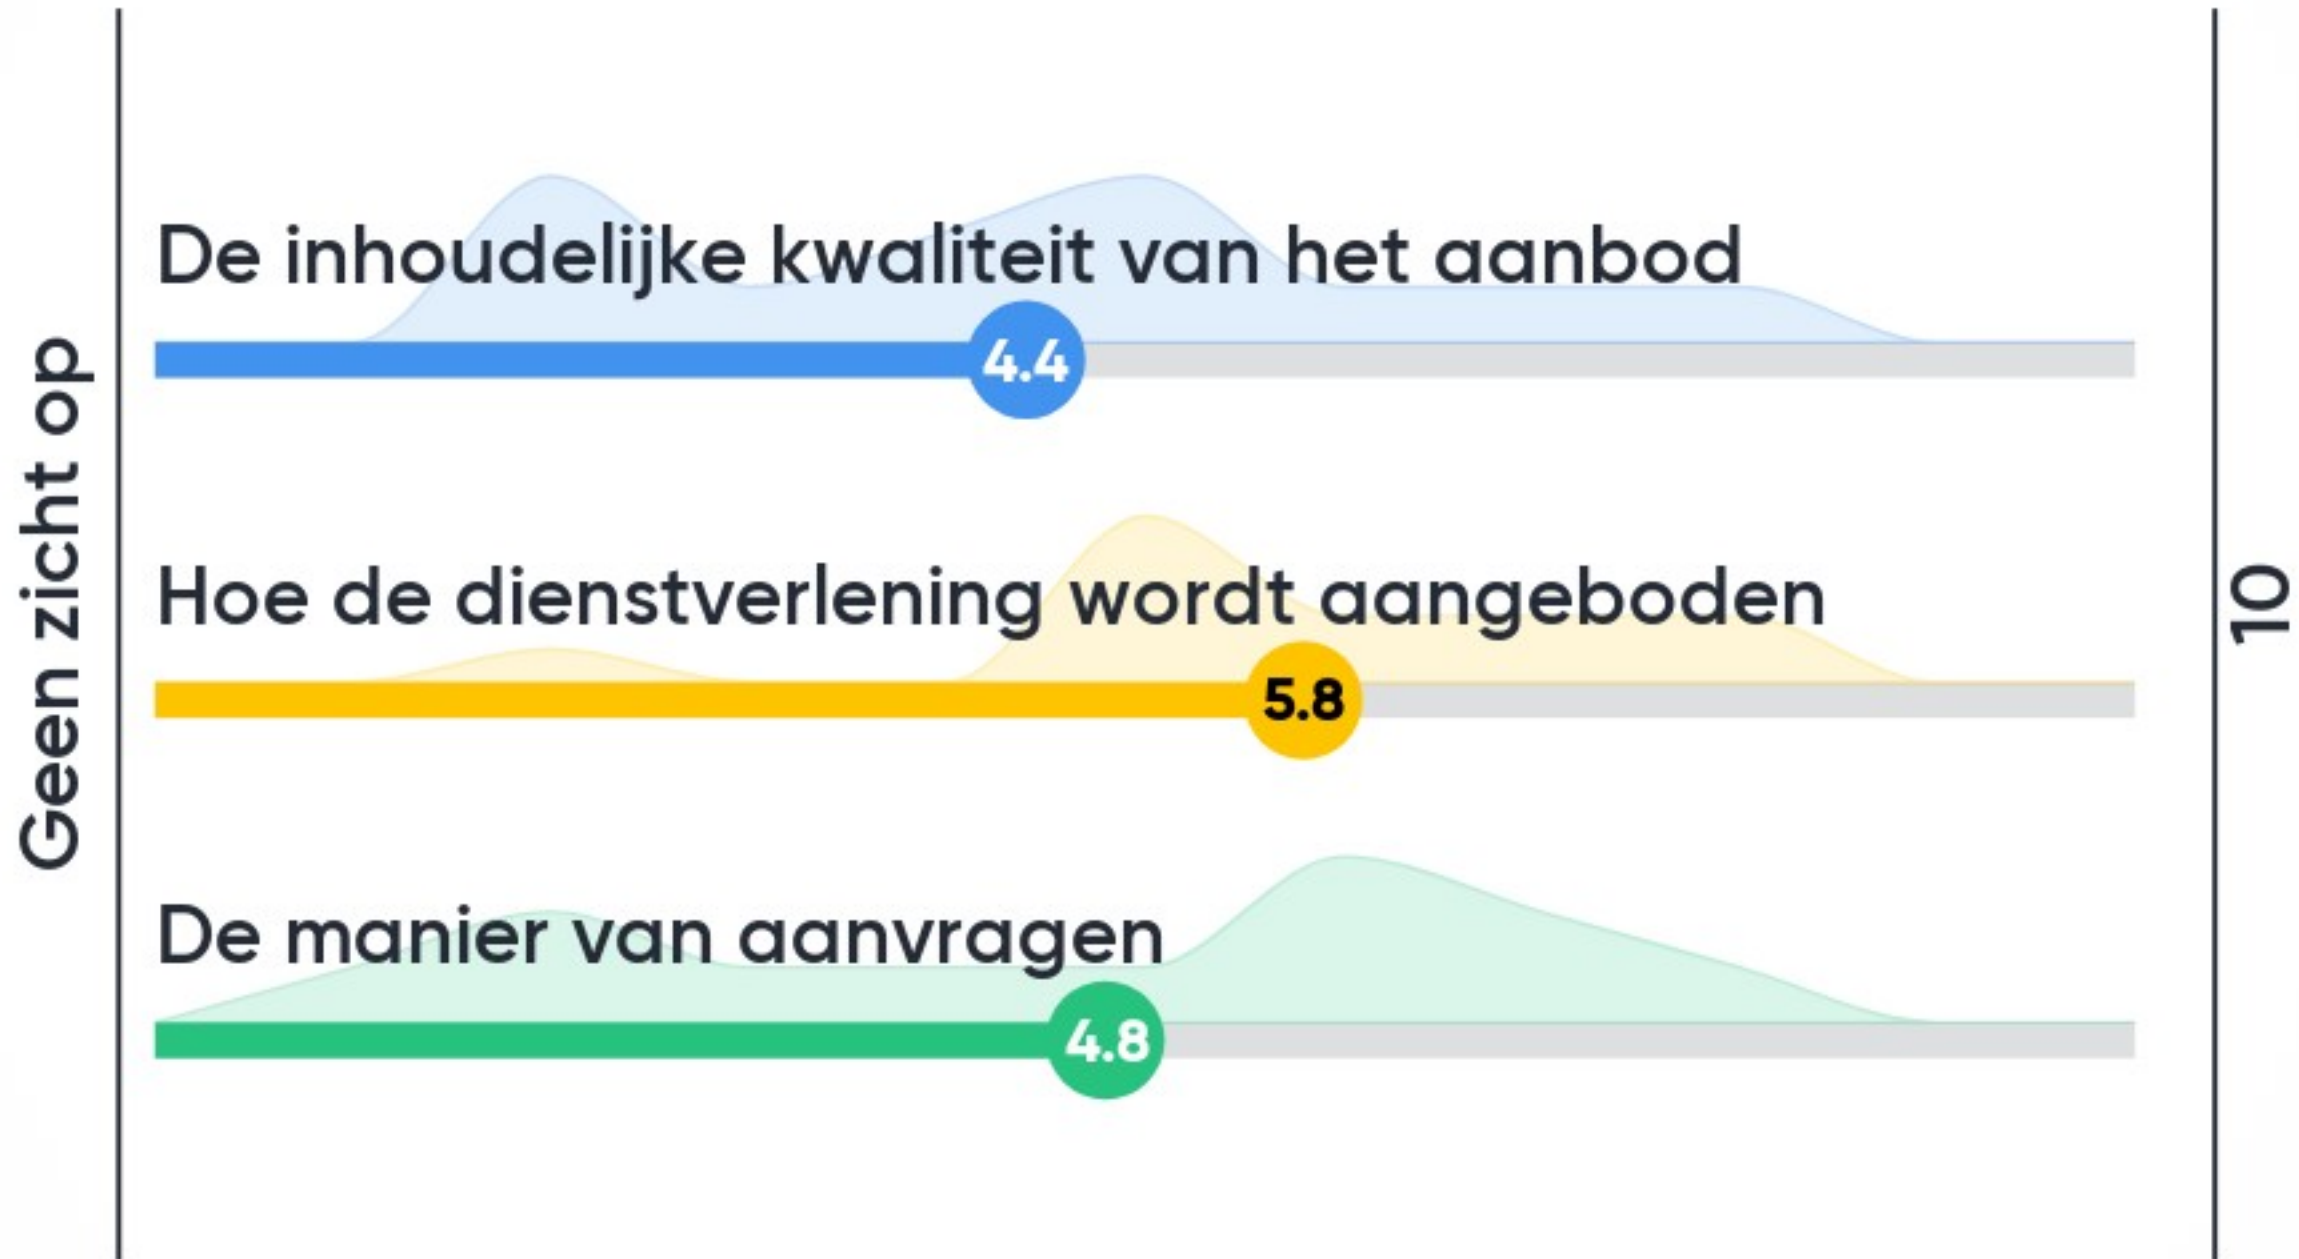 Geen zicht op
De inhoudelijke kwaliteit van het aanbod
4.4
Hoe de dienstverlening wordt aangeboden
5.8
De manier van aanvragen
4.8
10